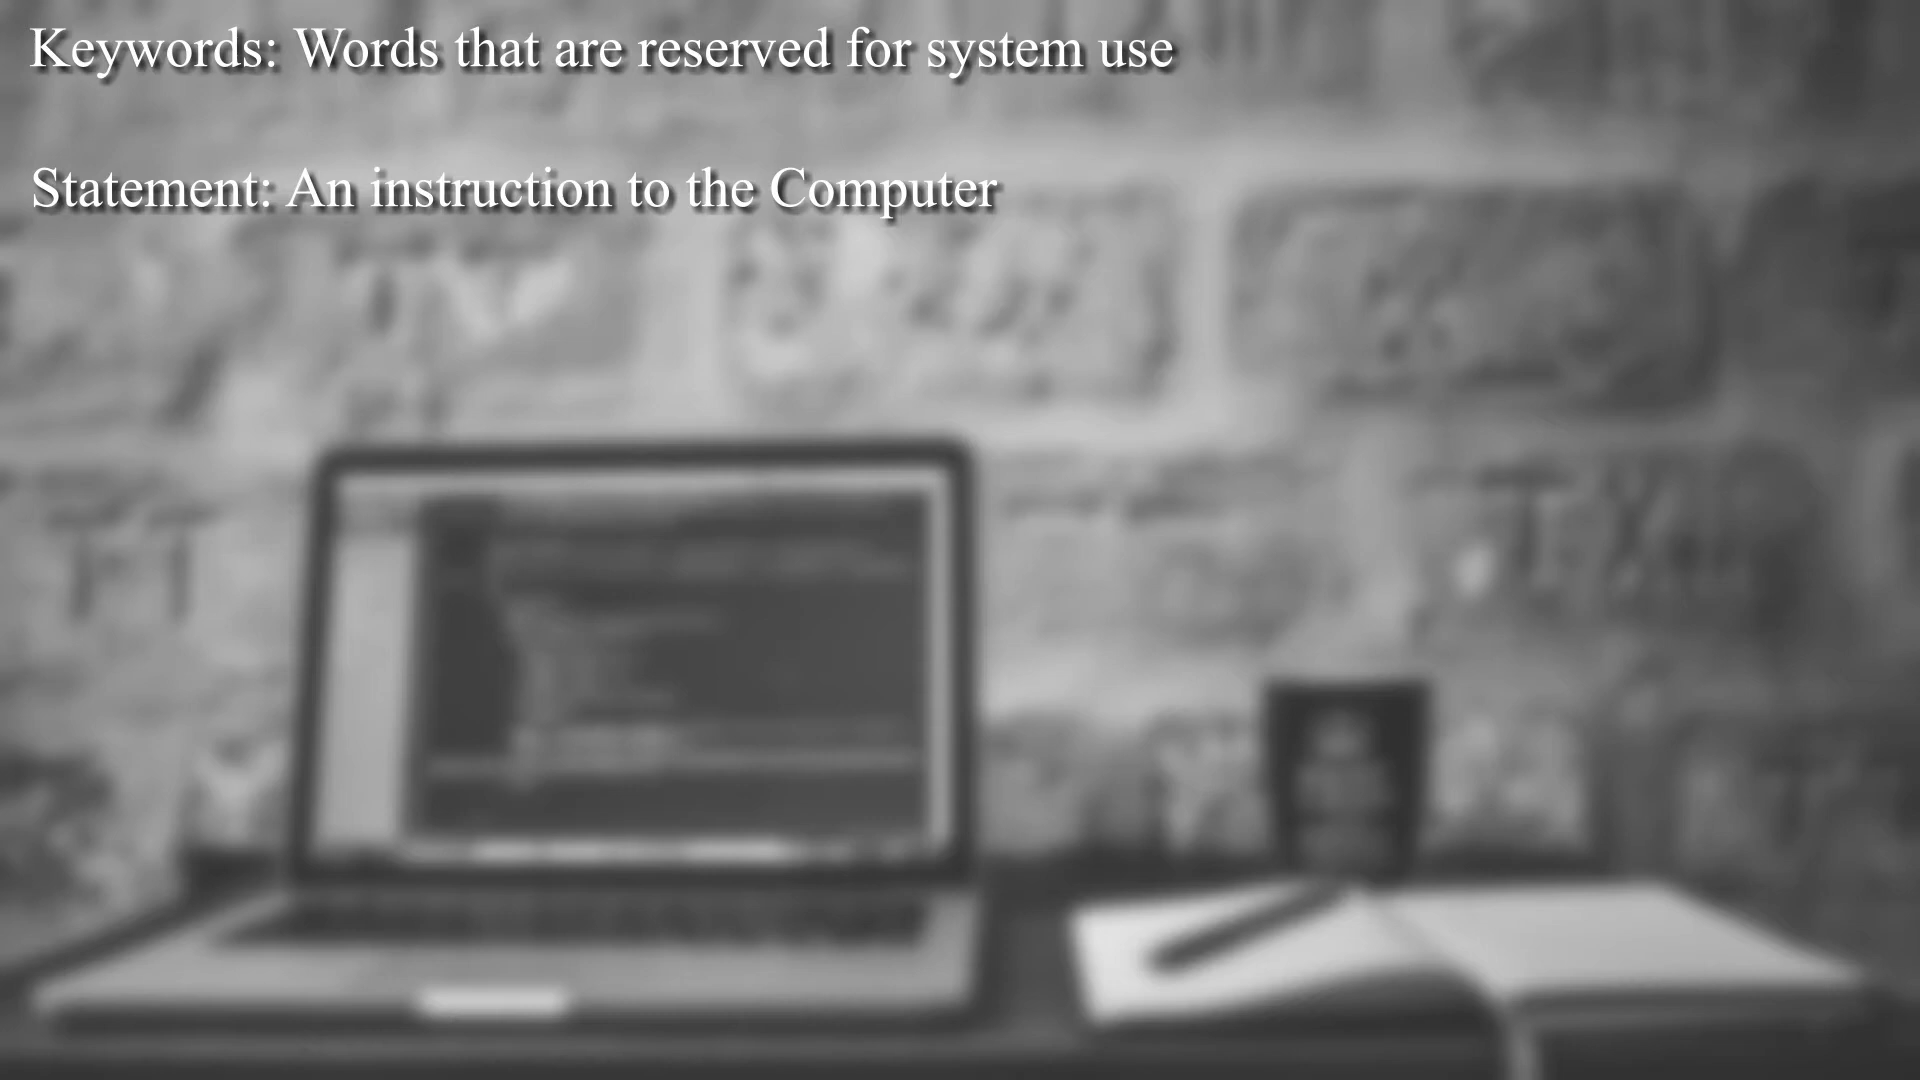 Keywords: Words that are reserved for system use
Statement: An instruction to the Computer